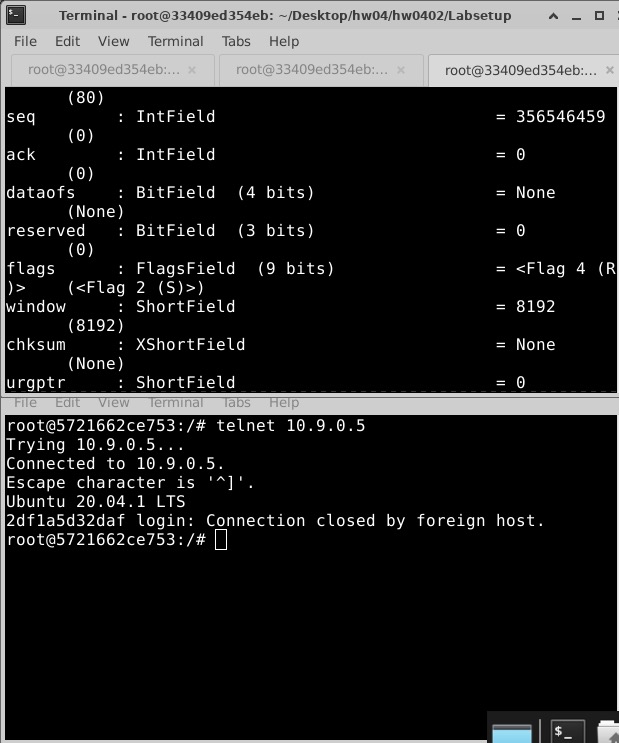 Terminal - root@33409ed354eb: ~/Desktop/hw04/hw0402/Labsetup
File Edit View Terminal Tabs Help
root@33409ed354eb:... × root@33409ed354eb:... × root@33409ed354eb:... ×
(80)
seq : IntField = 356546459
(0)
ack : IntField = 0
(0)
dataofs : BitField (4 bits) = None
(None)
reserved : BitField (3 bits) = 0
(0)
flags : FlagsField (9 bits) = <Flag 4 (R
)> (<Flag 2 (S)>)
window : ShortField = 8192
(8192)
chksum : XShortField = None
(None)
urgptr : ShortField = 0
File Edit View Terminal Tabs Help
root@5721662ce753:/# telnet 10.9.0.5
Trying 10.9.0.5...
Connected to 10.9.0.5.
Escape character is '^]'.
Ubuntu 20.04.1 LTS
2df1a5d32daf login: Connection closed by foreign host.
root@5721662ce753:/#
$_